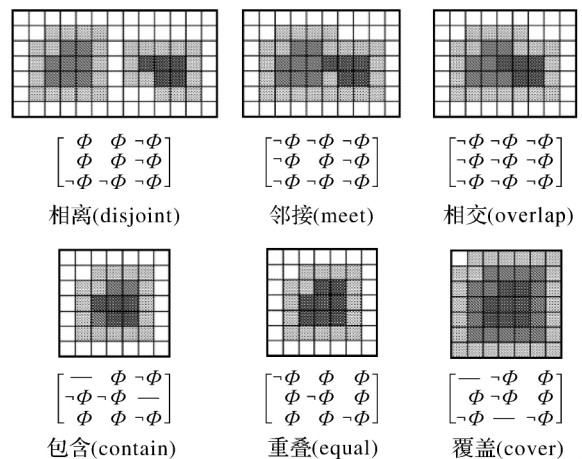 [ Φ Φ ¬Φ ] [ ¬Φ ¬Φ ¬Φ ] [ ¬Φ ¬Φ ¬Φ ]
[ Φ Φ ¬Φ ] [ ¬Φ Φ ¬Φ ] [ ¬Φ ¬Φ ¬Φ ]
[ ¬Φ ¬Φ ¬Φ ] [ ¬Φ ¬Φ ¬Φ ] [ ¬Φ ¬Φ ¬Φ ]
相离(disjoint) 邻接(meet) 相交(overlap)
[ — Φ ¬Φ ] [ ¬Φ Φ Φ ] [ — ¬Φ Φ ]
[ ¬Φ ¬Φ — ] [ Φ ¬Φ Φ ] [ Φ ¬Φ Φ ]
[ Φ Φ ¬Φ ] [ Φ Φ ¬Φ ] [ ¬Φ — ¬Φ ]
包含(contain) 重叠(equal) 覆盖(cover)